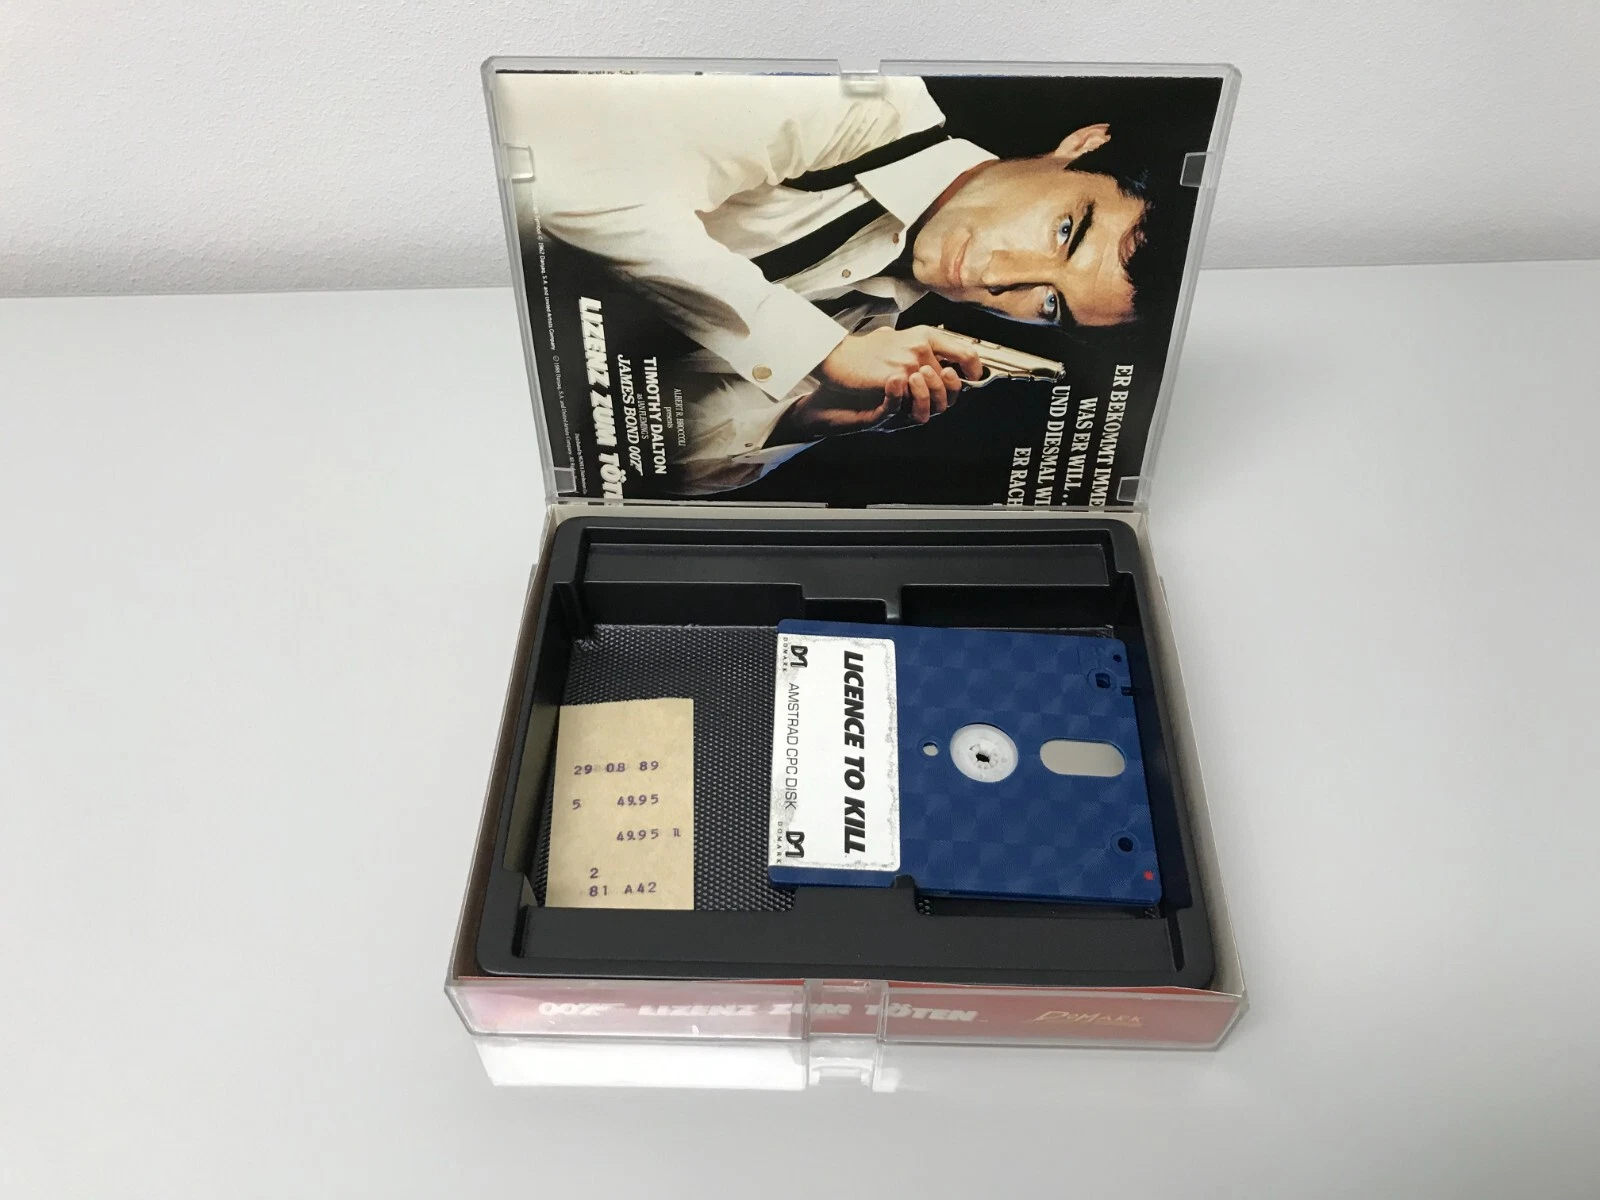 ER BEKOMMT IMME
WAS ER WILL . .
UND DIESMAL WI
ER RACH
ALBERT R. BROCCOLI
presents
TIMOTHY DALTON
as IAN FLEMING'S
JAMES BOND 007
LIZENZ ZUM TÖTE
LICENCE TO KILL
AMSTRAD CPC DISK
DOMARK
DOMARK
29 08 89
5 49.95
49.95
2
81 A42
007 LIZENZ ZUM TÖTEN
DOMARK